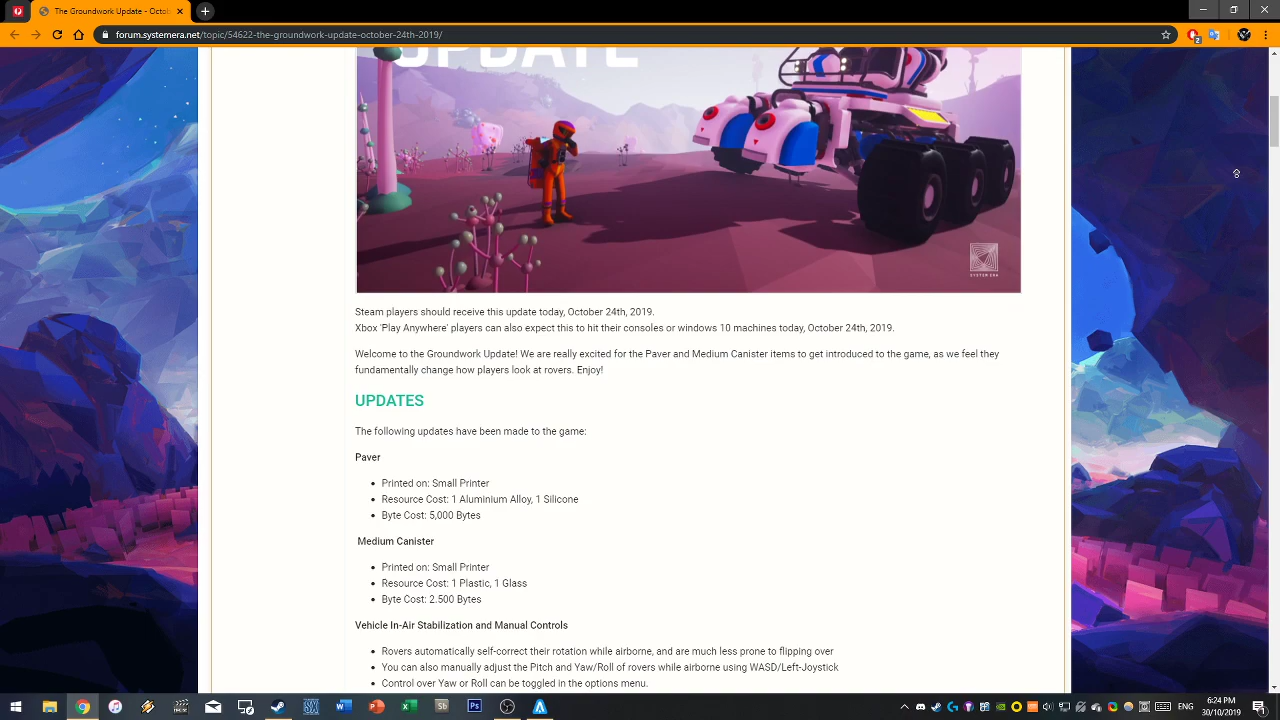 The Groundwork Update - Octob
forum.systemera.net/topic/54622-the-groundwork-update-october-24th-2019/
2
UPDATE
SYSTEM ERA
Steam players should receive this update today, October 24th, 2019.
Xbox 'Play Anywhere' players can also expect this to hit their consoles or windows 10 machines today, October 24th, 2019.
Welcome to the Groundwork Update! We are really excited for the Paver and Medium Canister items to get introduced to the game, as we feel they
fundamentally change how players look at rovers. Enjoy!
UPDATES
The following updates have been made to the game:
Paver
Printed on: Small Printer
Resource Cost: 1 Aluminium Alloy, 1 Silicone
Byte Cost: 5,000 Bytes
Medium Canister
Printed on: Small Printer
Resource Cost: 1 Plastic, 1 Glass
Byte Cost: 2.500 Bytes
Vehicle In-Air Stabilization and Manual Controls
Rovers automatically self-correct their rotation while airborne, and are much less prone to flipping over
You can also manually adjust the Pitch and Yaw/Roll of rovers while airborne using WASD/Left-Joystick
Control over Yaw or Roll can be toggled in the options menu.
Sb
Ps
ENG
6:24 PM
30/10/2019